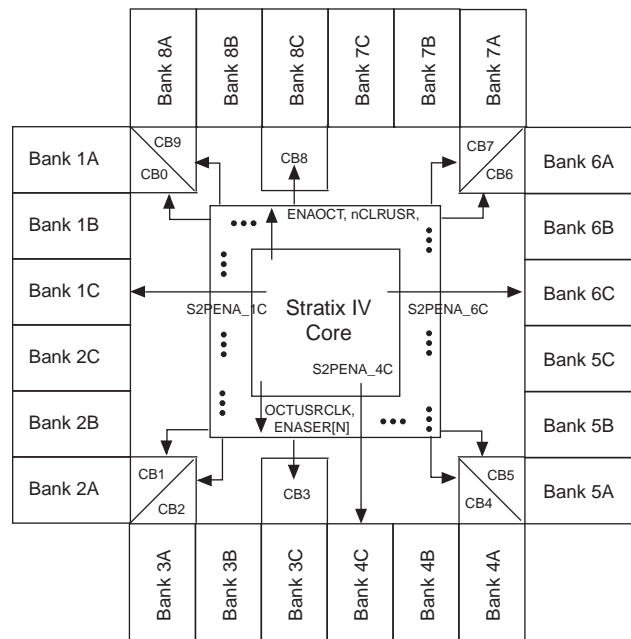 Bank 8A
Bank 8B
Bank 8C
Bank 7C
Bank 7B
Bank 7A
Bank 1A
CB9
CB0
CB8
CB7
CB6
Bank 6A
Bank 1B
ENAOCT, nCLRUSR,
Bank 6B
Bank 1C
S2PENA_1C
Stratix IV
Core
S2PENA_6C
Bank 6C
Bank 2C
S2PENA_4C
Bank 5C
Bank 2B
OCTUSRCLK,
ENASER[N]
Bank 5B
Bank 2A
CB1
CB2
CB3
CB5
CB4
Bank 5A
Bank 3A
Bank 3B
Bank 3C
Bank 4C
Bank 4B
Bank 4A